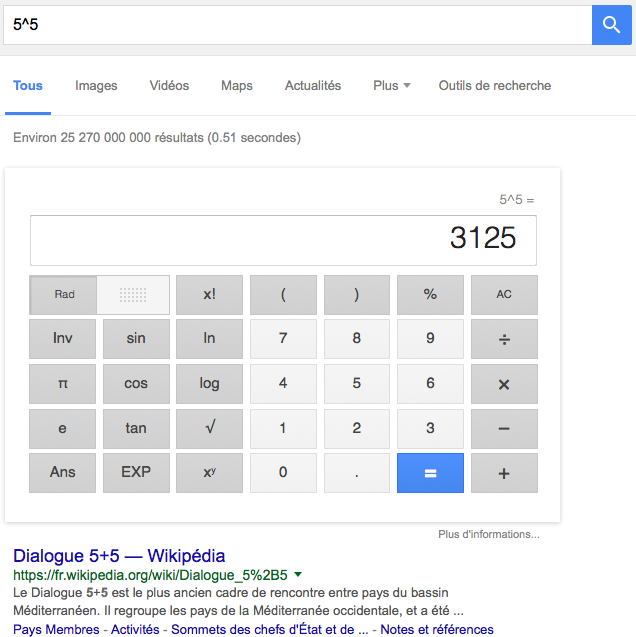 5^5
Tous Images Vidéos Maps Actualités Plus Outils de recherche
Environ 25 270 000 000 résultats (0.51 secondes)
5^5 =
3125
Rad x! ( ) % AC
Inv sin ln 7 8 9 ÷
π cos log 4 5 6 ×
e tan √ 1 2 3 −
Ans EXP xʸ 0 . = +
Plus d'informations...
Dialogue 5+5 — Wikipédia
https://fr.wikipedia.org/wiki/Dialogue_5%2B5
Le Dialogue 5+5 est le plus ancien cadre de rencontre entre pays du bassin
Méditerranéen. Il regroupe les pays de la Méditerranée occidentale, et a été ...
Pays Membres - Activités - Sommets des chefs d'État et de ... - Notes et références